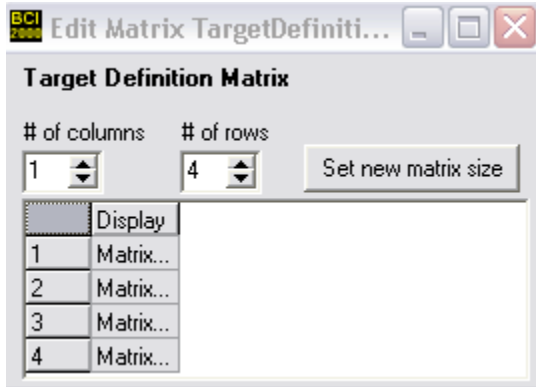 BCI 2000 Edit Matrix TargetDefiniti...
Target Definition Matrix
# of columns # of rows
1 4 Set new matrix size
Display
1 Matrix...
2 Matrix...
3 Matrix...
4 Matrix...